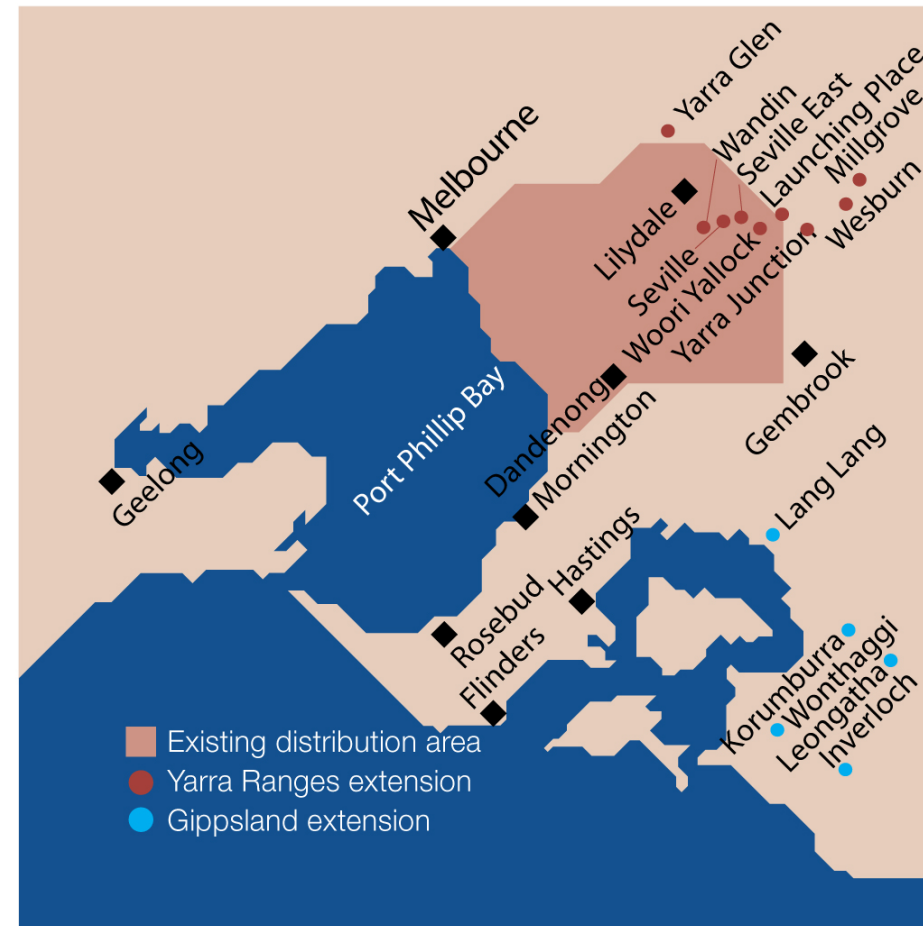 Yarra Glen
Wandin
Seville East
Launching Place
Millgrove
Wesburn
Melbourne
Lilydale
Seville
Woori Yallock
Yarra Junction
Gembrook
Port Phillip Bay
Dandenong
Mornington
Geelong
Lang Lang
Hastings
Rosebud
Flinders
Korumburra
Wonthaggi
Leongatha
Inverloch
Existing distribution area
Yarra Ranges extension
Gippsland extension